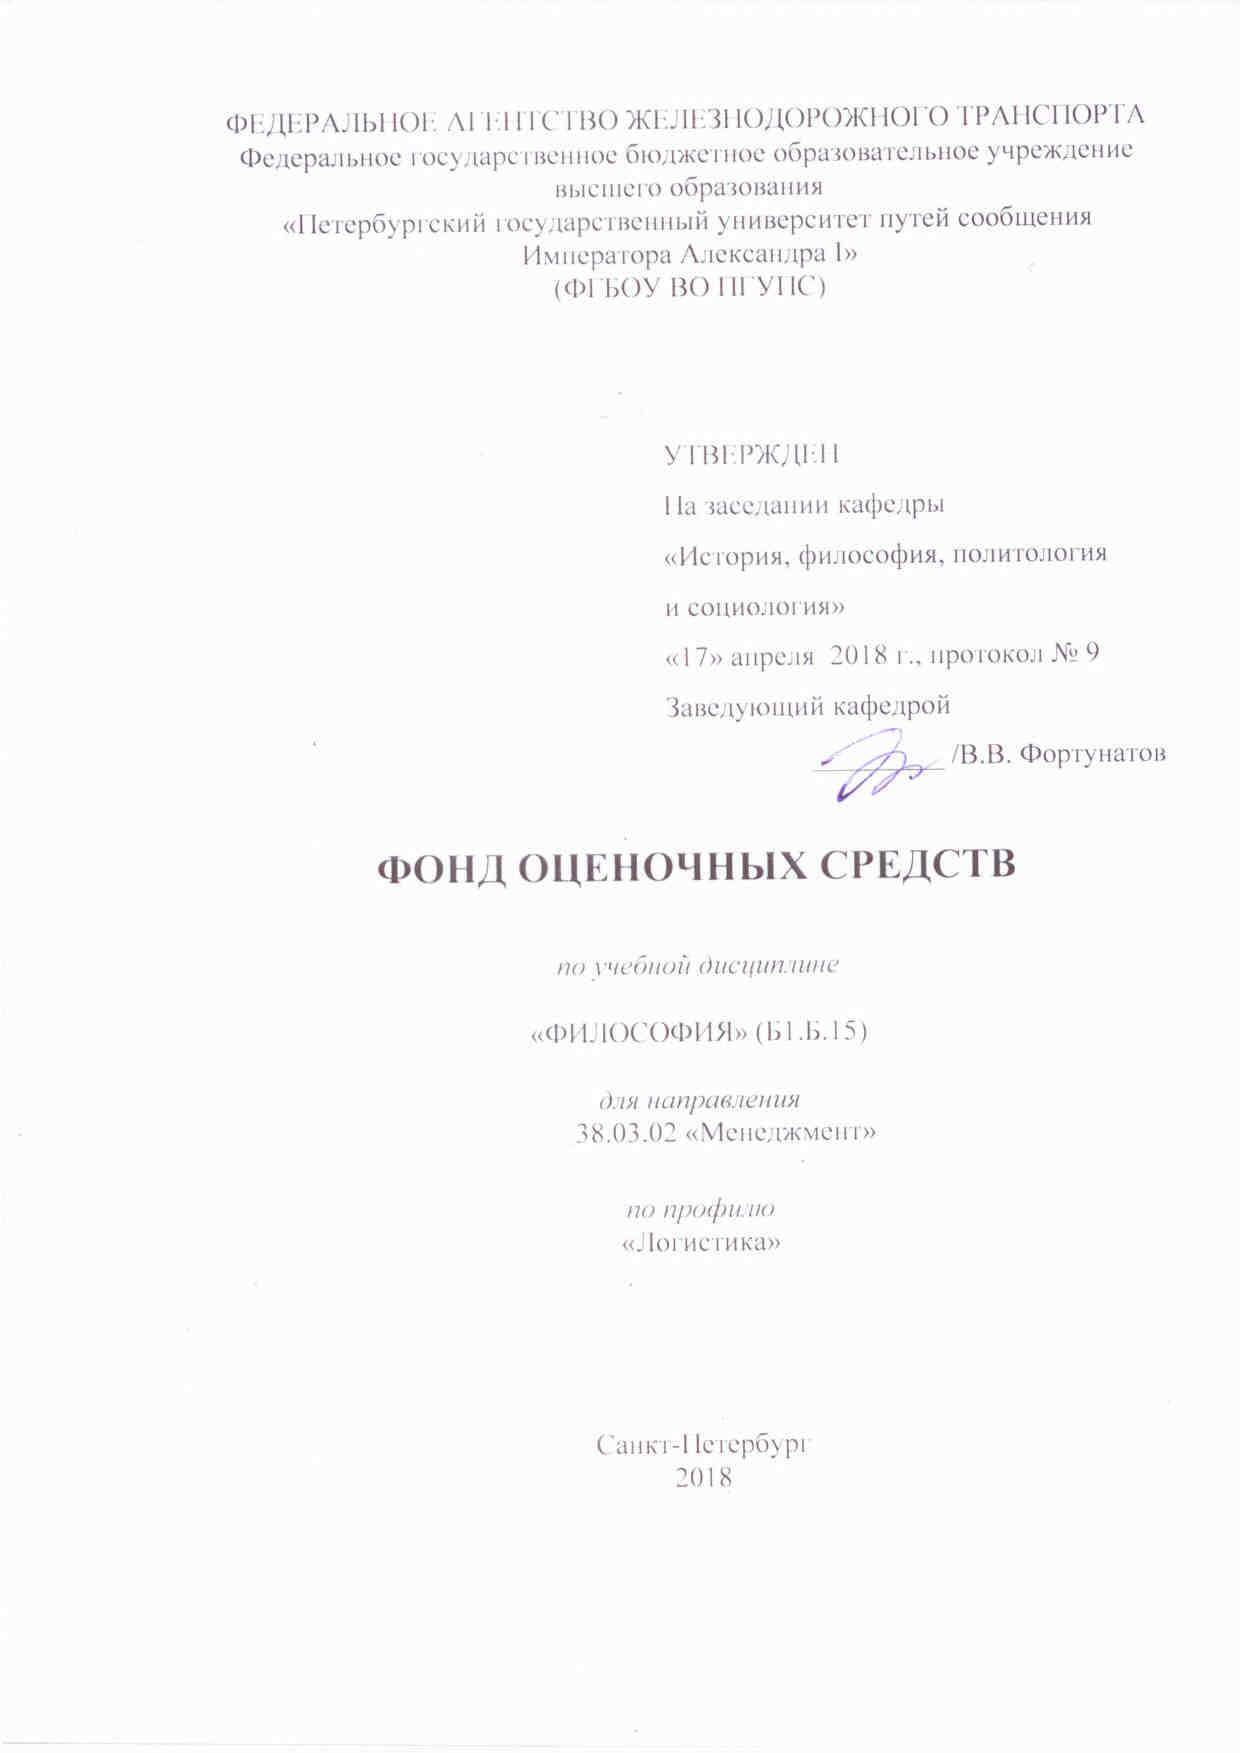 ФЕДЕРАЛЬНОЕ АГЕНТСТВО ЖЕЛЕЗНОДОРОЖНОГО ТРАНСПОРТА
Федеральное государственное бюджетное образовательное учреждение
высшего образования
«Петербургский государственный университет путей сообщения
Императора Александра I»
(ФГБОУ ВО ПГУПС)
УТВЕРЖДЕН
На заседании кафедры
«История, философия, политология
и социология»
«17» апреля 2018 г., протокол № 9
Заведующий кафедрой
/В.В. Фортунатов
ФОНД ОЦЕНОЧНЫХ СРЕДСТВ
по учебной дисциплине
«ФИЛОСОФИЯ» (Б1.Б.15)
для направления
38.03.02 «Менеджмент»
по профилю
«Логистика»
Санкт-Петербург
2018